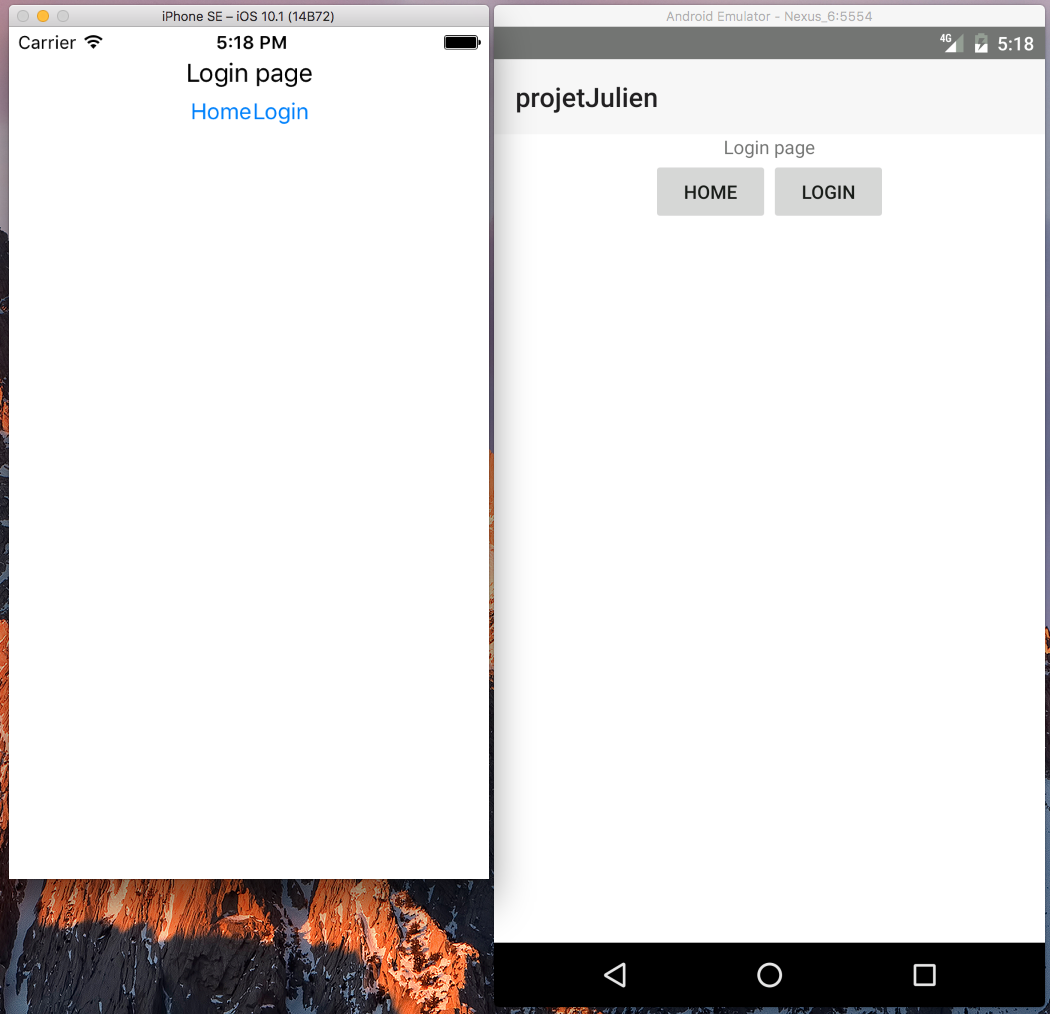 iPhone SE – iOS 10.1 (14B72)
Carrier 5:18 PM
Login page
HomeLogin
Android Emulator - Nexus_6:5554
4G 5:18
projetJulien
Login page
HOME LOGIN